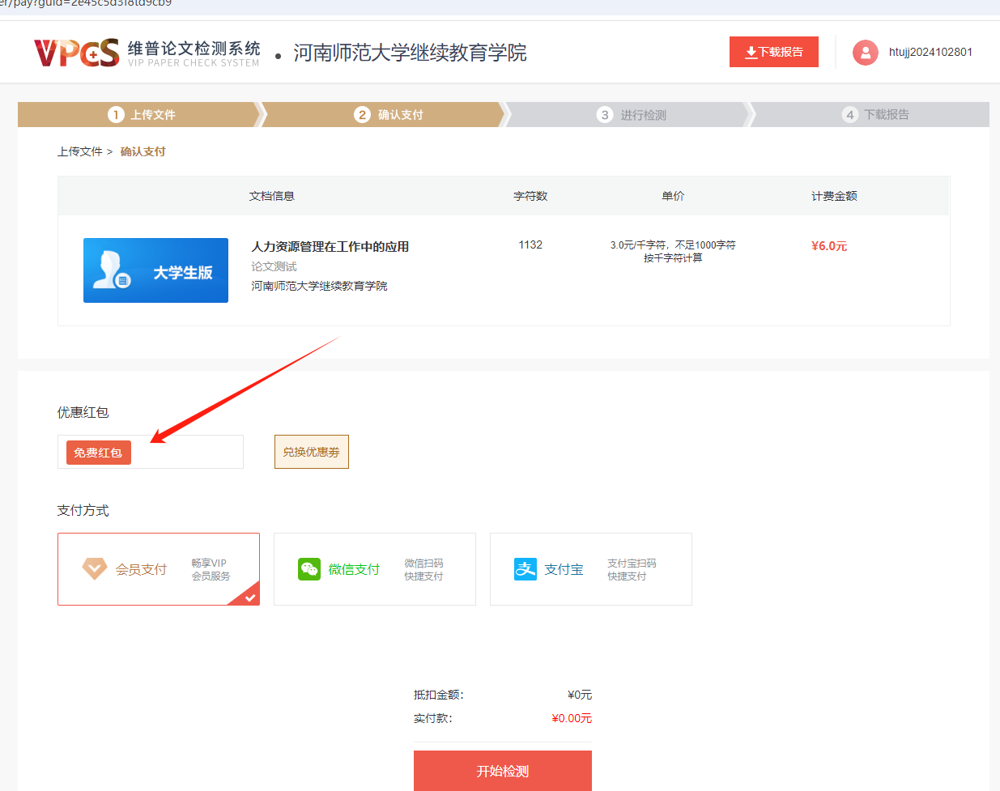 er/pay?guid=2e45c5d3f8td9cb9
VPCS 维普论文检测系统 • 河南师范大学继续教育学院
VIP PAPER CHECK SYSTEM
下载报告
htujj2024102801
1 上传文件
2 确认支付
3 进行检测
4 下载报告
上传文件 > 确认支付
文档信息 字符数 单价 计费金额
大学生版
人力资源管理在工作中的应用
论文测试
河南师范大学继续教育学院
1132
3.0元/千字符，不足1000字符
按千字符计算
¥6.0元
优惠红包
免费红包
兑换优惠券
支付方式
会员支付
畅享VIP
会员服务
微信支付
微信扫码
快捷支付
支付宝
支付宝扫码
快捷支付
抵扣金额： ¥0元
实付款： ¥0.00元
开始检测